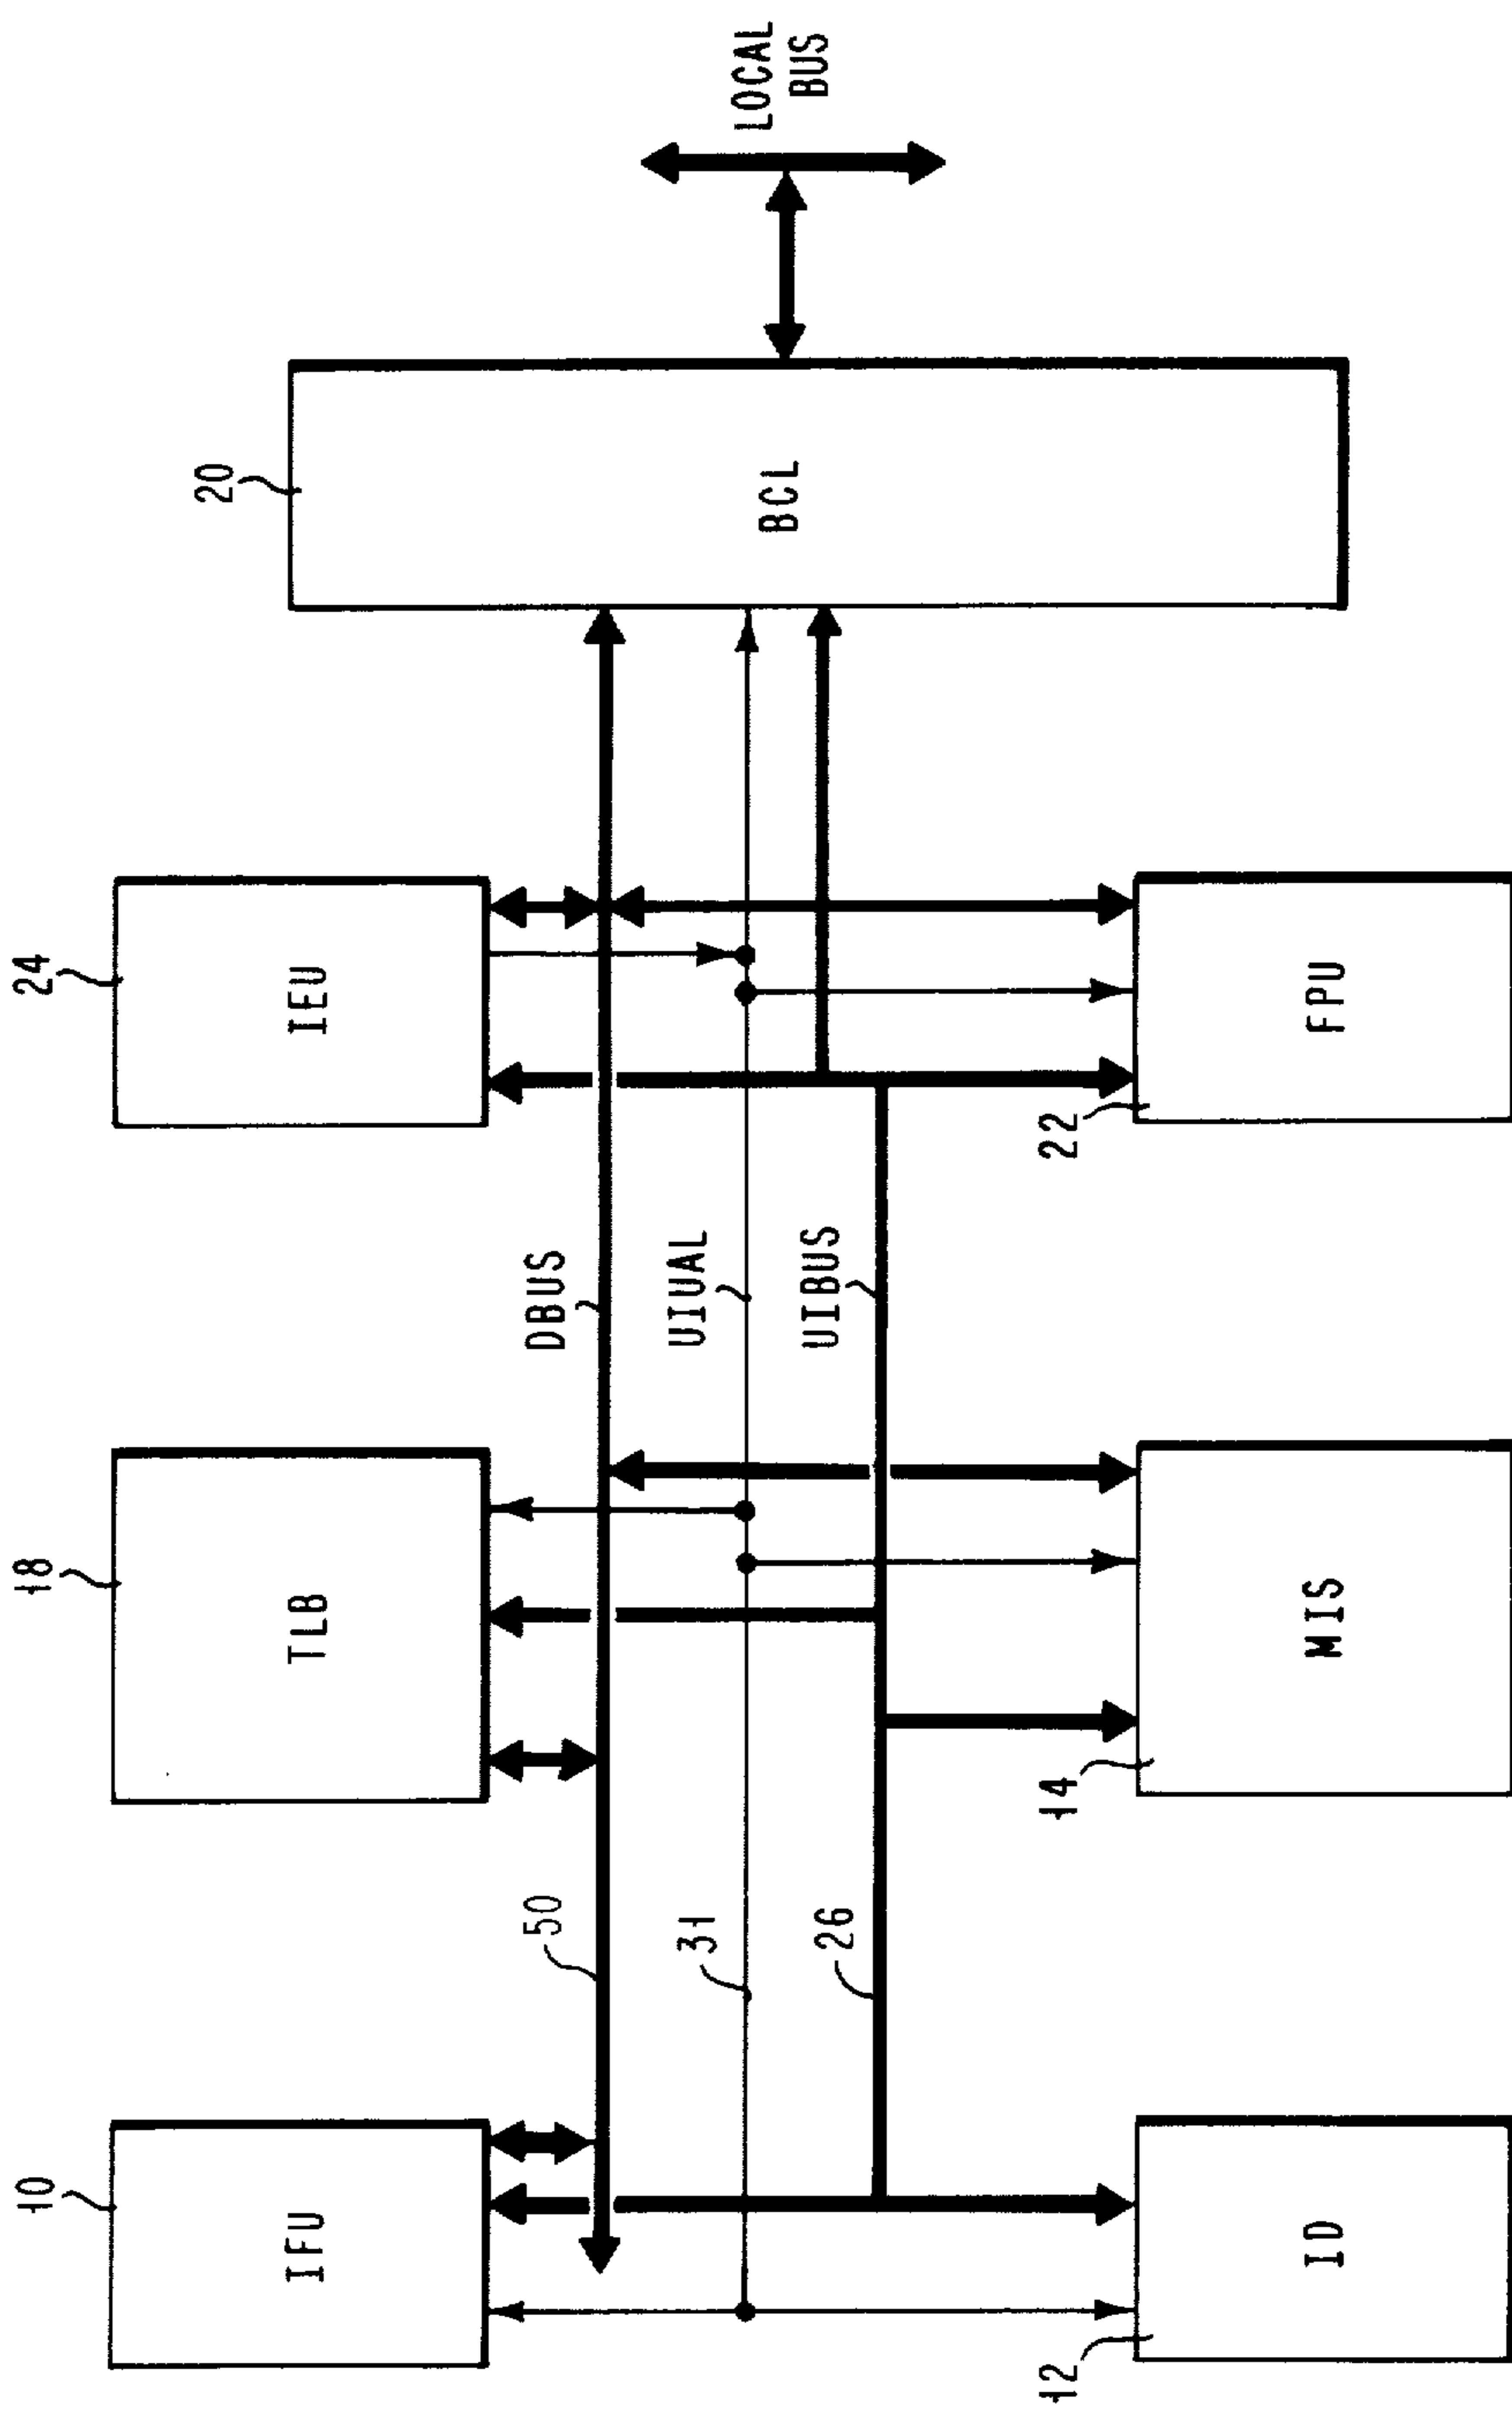 10
18
24
20
IFU
TLB
IEU
50
DBUS
31
UIUAL
BCL
LOCAL
BUS
26
UIBUS
12
14
22
ID
MIS
FPU